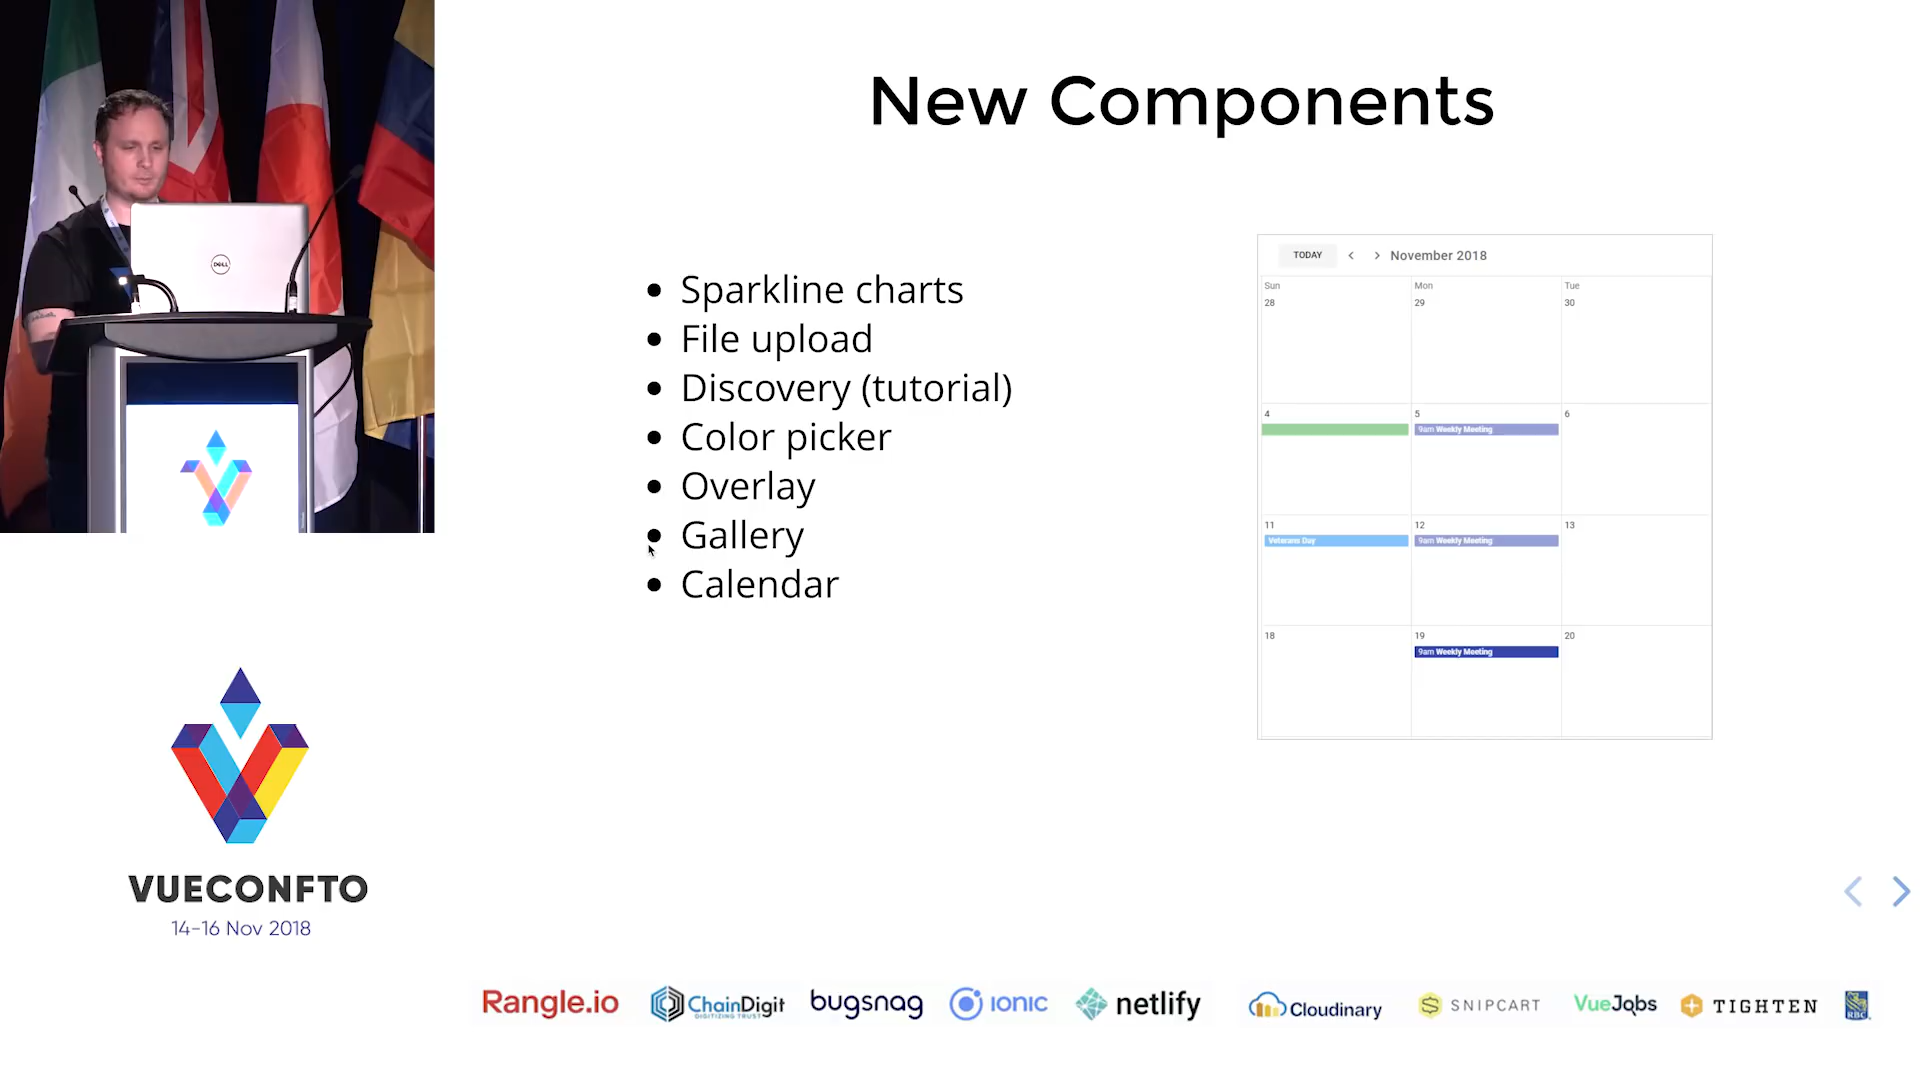 New Components
DELL
Sparkline charts
File upload
Discovery (tutorial)
Color picker
Overlay
Gallery
Calendar
TODAY
November 2018
Sun Mon Tue
28 29 30
4 5 6
9am Weekly Meeting
11 12 13
Veterans Day 9am Weekly Meeting
18 19 20
9am Weekly Meeting
VUECONFTO
14-16 Nov 2018
Rangle.io ChainDigit bugsnag IONIC netlify Cloudinary SNIPCART VueJobs TIGHTEN RBC
DIGITIZING TRUST